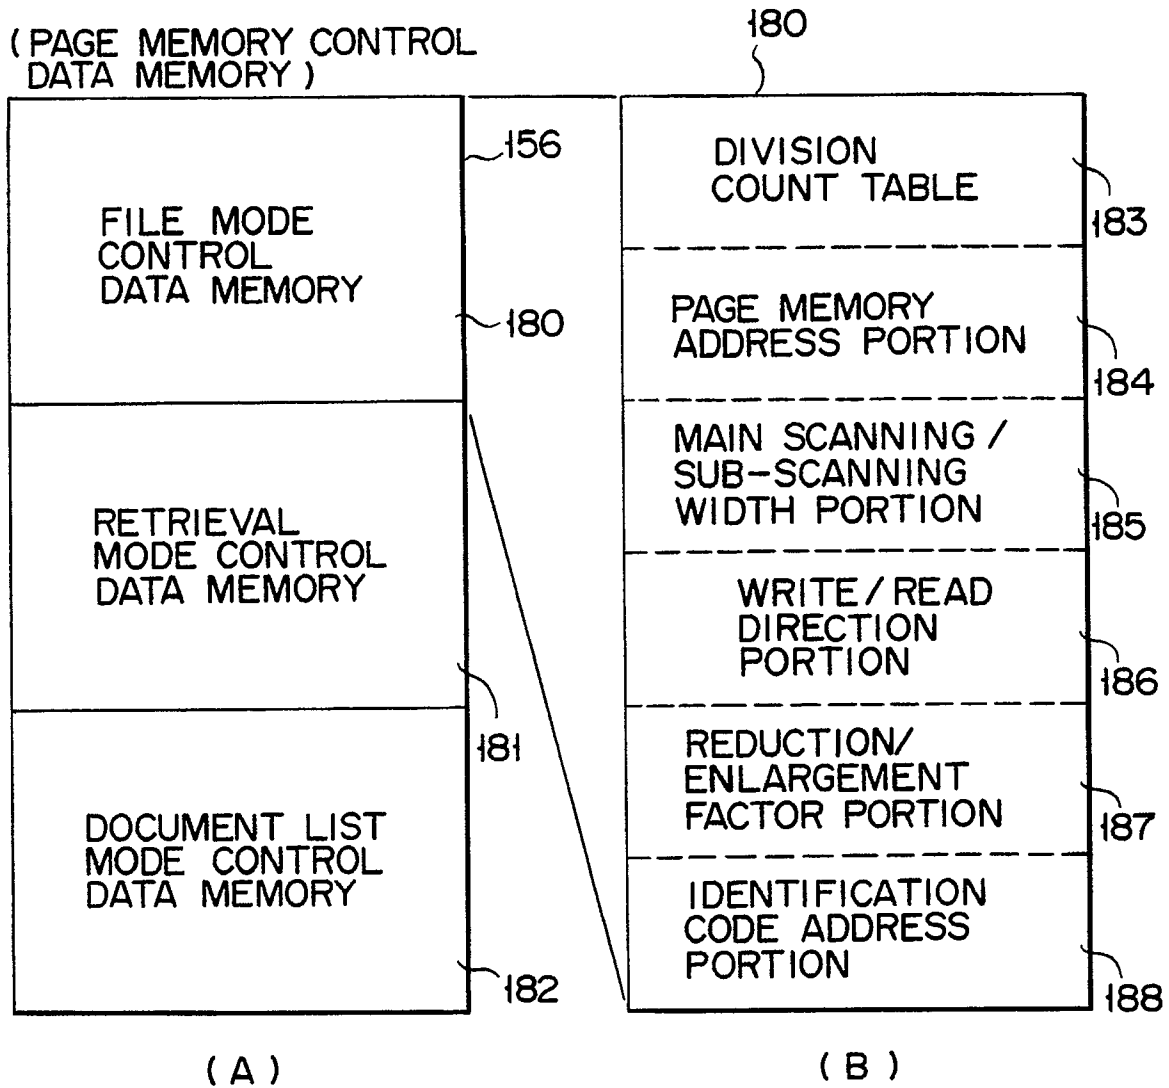 (PAGE MEMORY CONTROL
DATA MEMORY)
156
FILE MODE
CONTROL
DATA MEMORY
180
RETRIEVAL
MODE CONTROL
DATA MEMORY
181
DOCUMENT LIST
MODE CONTROL
DATA MEMORY
182
(A)
180
DIVISION
COUNT TABLE
183
PAGE MEMORY
ADDRESS PORTION
184
MAIN SCANNING/
SUB-SCANNING
WIDTH PORTION
185
WRITE/READ
DIRECTION
PORTION
186
REDUCTION/
ENLARGEMENT
FACTOR PORTION
187
IDENTIFICATION
CODE ADDRESS
PORTION
188
(B)